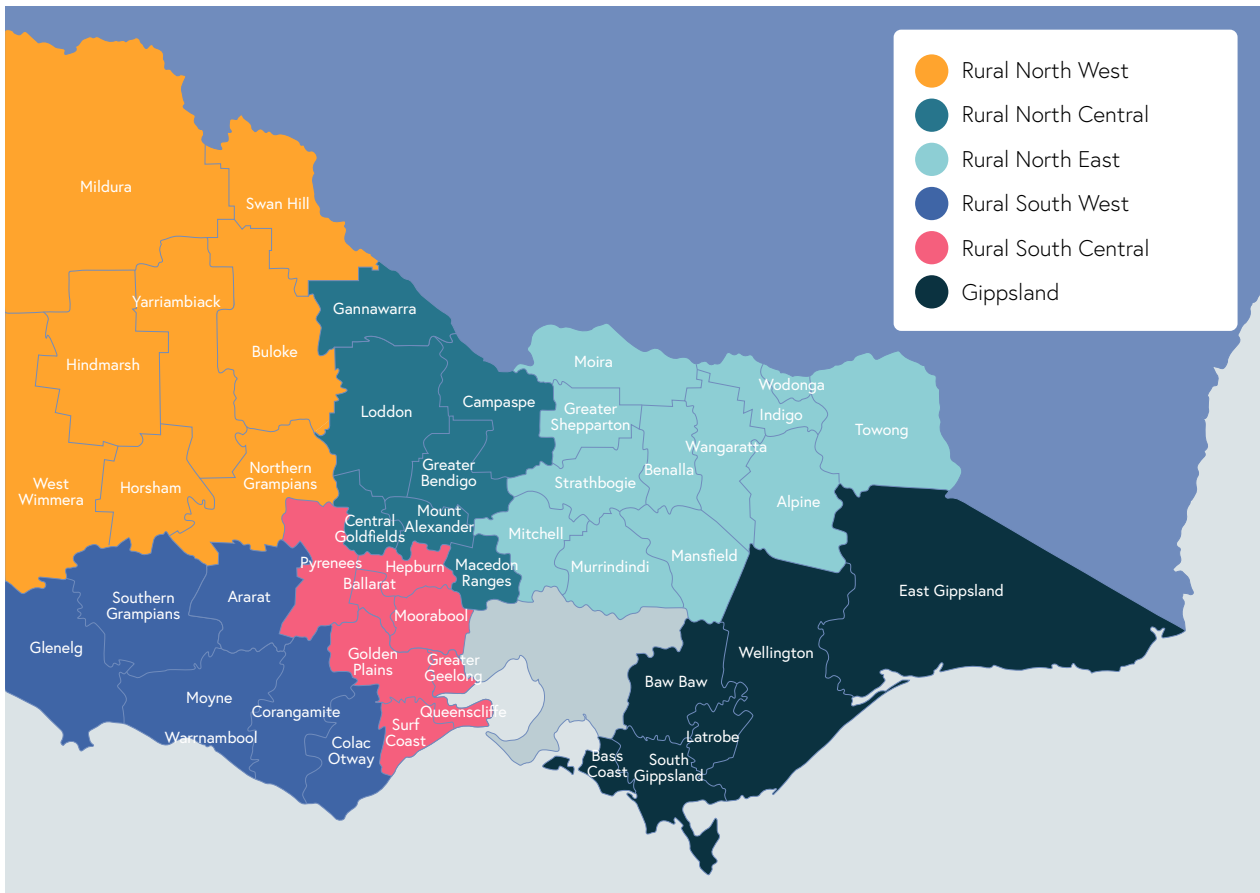 Rural North West
Rural North Central
Rural North East
Rural South West
Rural South Central
Gippsland
Mildura
Swan Hill
Yarriambiack
Gannawarra
Hindmarsh
Buloke
Moira
Wodonga
Campaspe
Loddon
Greater
Shepparton
Indigo
Towong
Wangaratta
West
Wimmera
Horsham
Northern
Grampians
Greater
Bendigo
Strathbogie
Benalla
Alpine
Central
Goldfields
Mount
Alexander
Mitchell
Mansfield
Pyrenees
Hepburn
Macedon
Ranges
Murrindindi
Ballarat
East Gippsland
Southern
Grampians
Ararat
Moorabool
Glenelg
Golden
Plains
Greater
Geelong
Wellington
Baw Baw
Moyne
Corangamite
Queenscliffe
Warrnambool
Surf
Coast
Colac
Otway
Latrobe
Bass
Coast
South
Gippsland